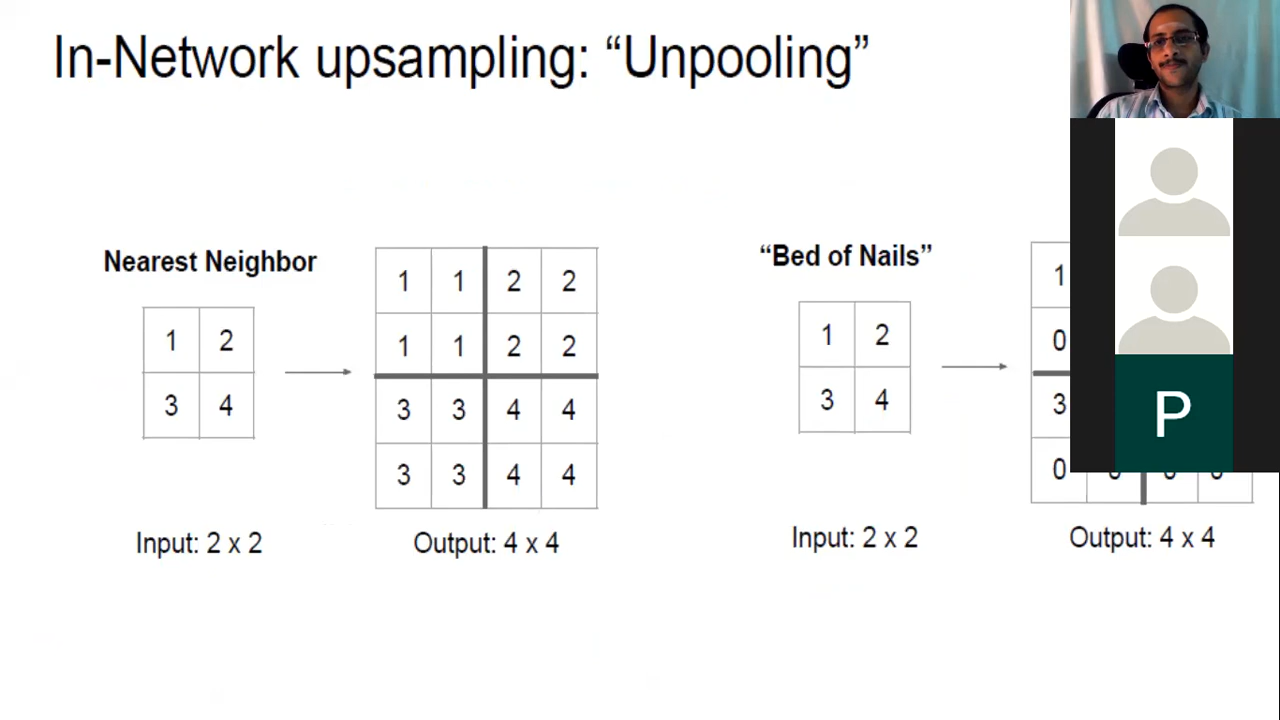 In-Network upsampling: “Unpooling”
Nearest Neighbor
1 2
3 4
Input: 2 x 2
1 1 2 2
1 1 2 2
3 3 4 4
3 3 4 4
Output: 4 x 4
“Bed of Nails”
1 2
3 4
Input: 2 x 2
1
0
3
0
Output: 4 x 4
P